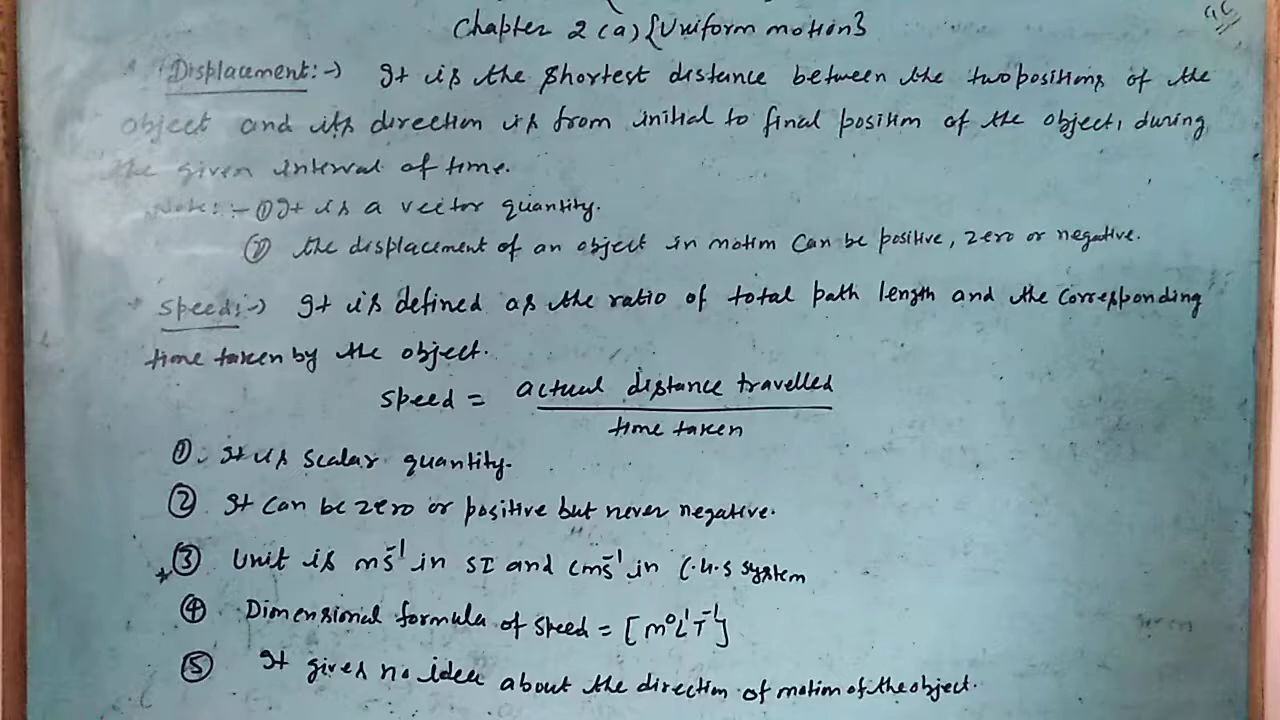 Chapter 2 (a) {Uniform motion}
Displacement:-> It is the shortest distance between the two positions of the
object and its direction is from initial to final position of the object, during
the given interval of time.
Note:- ① It is a vector quantity.
② the displacement of an object in motion can be positive, zero or negative.
Speed:-> It is defined as the ratio of total path length and the corresponding
time taken by the object.
speed = actual distance travelled
time taken
①. It is scalar quantity.
② It can be zero or positive but never negative.
③ Unit is ms⁻¹ in SI and cms⁻¹ in C.G.S system
④ Dimensional formula of speed = [M⁰L¹T⁻¹]
⑤ It gives no idea about the direction of motion of the object.